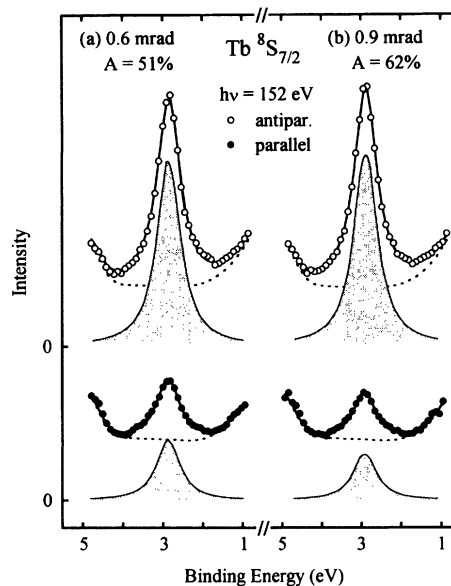 (a) 0.6 mrad
A = 51%
Tb ⁸S₇/₂
(b) 0.9 mrad
A = 62%
hν = 152 eV
antipar.
parallel
Intensity
0
0
5
3
1
5
3
1
Binding Energy (eV)